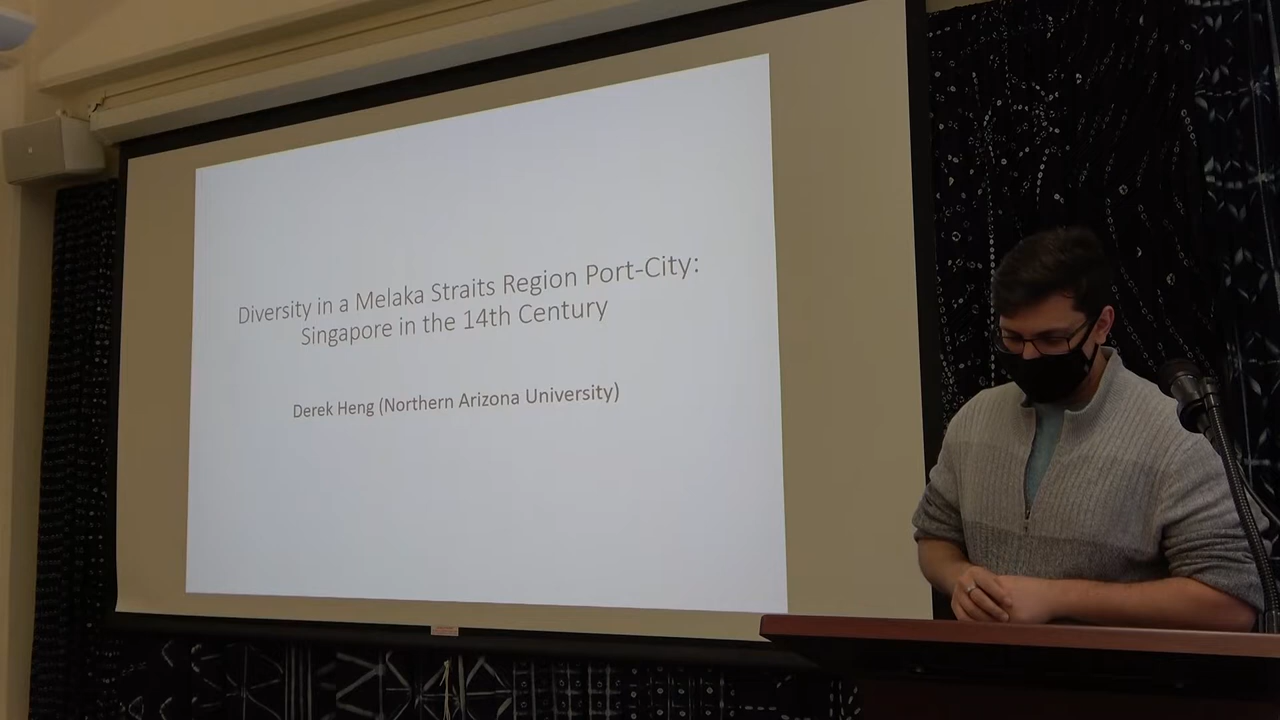 Diversity in a Melaka Straits Region Port-City:
Singapore in the 14th Century
Derek Heng (Northern Arizona University)